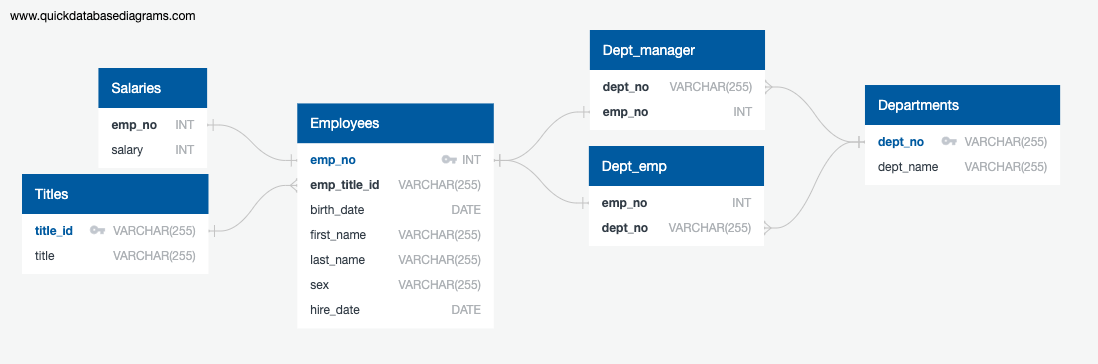 www.quickdatabasediagrams.com
Salaries
emp_no INT
salary INT
Titles
title_id VARCHAR(255)
title VARCHAR(255)
Employees
emp_no INT
emp_title_id VARCHAR(255)
birth_date DATE
first_name VARCHAR(255)
last_name VARCHAR(255)
sex VARCHAR(255)
hire_date DATE
Dept_manager
dept_no VARCHAR(255)
emp_no INT
Dept_emp
emp_no INT
dept_no VARCHAR(255)
Departments
dept_no VARCHAR(255)
dept_name VARCHAR(255)